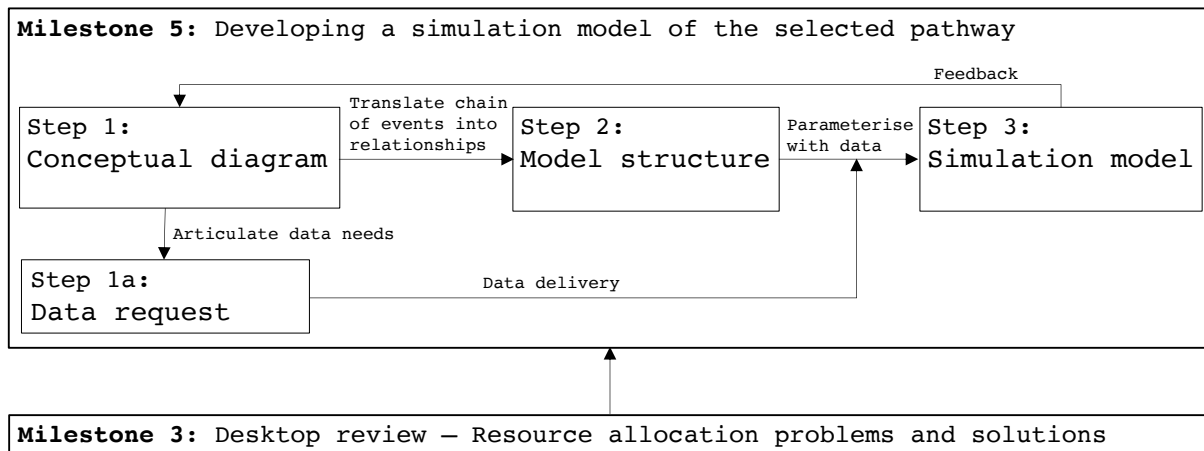 Milestone 5: Developing a simulation model of the selected pathway
Feedback
Step 1:
Conceptual diagram
Translate chain
of events into
relationships
Step 2:
Model structure
Parameterise
with data
Step 3:
Simulation model
Articulate data needs
Step 1a:
Data request
Data delivery
Milestone 3: Desktop review – Resource allocation problems and solutions